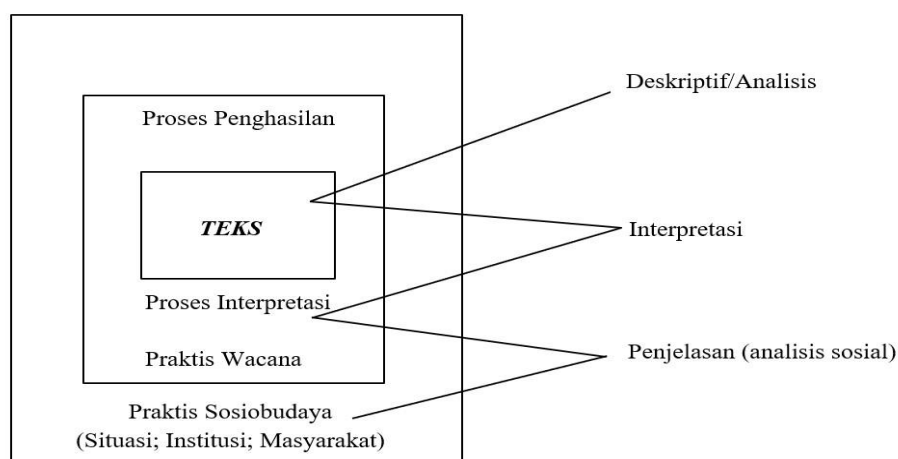 Deskriptif/Analisis
Proses Penghasilan
TEKS
Interpretasi
Proses Interpretasi
Praktis Wacana
Penjelasan (analisis sosial)
Praktis Sosiobudaya
(Situasi; Institusi; Masyarakat)